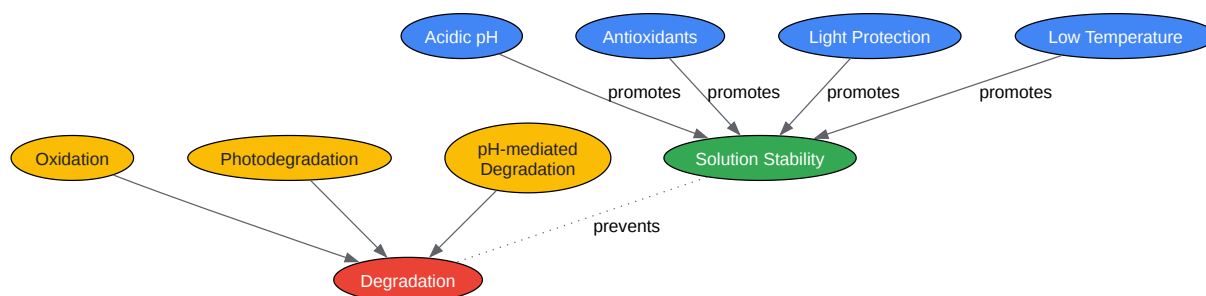 Acidic pH
Antioxidants
Light Protection
Low Temperature
promotes
promotes
promotes
promotes
Oxidation
Photodegradation
pH-mediated
Degradation
Solution Stability
prevents
Degradation